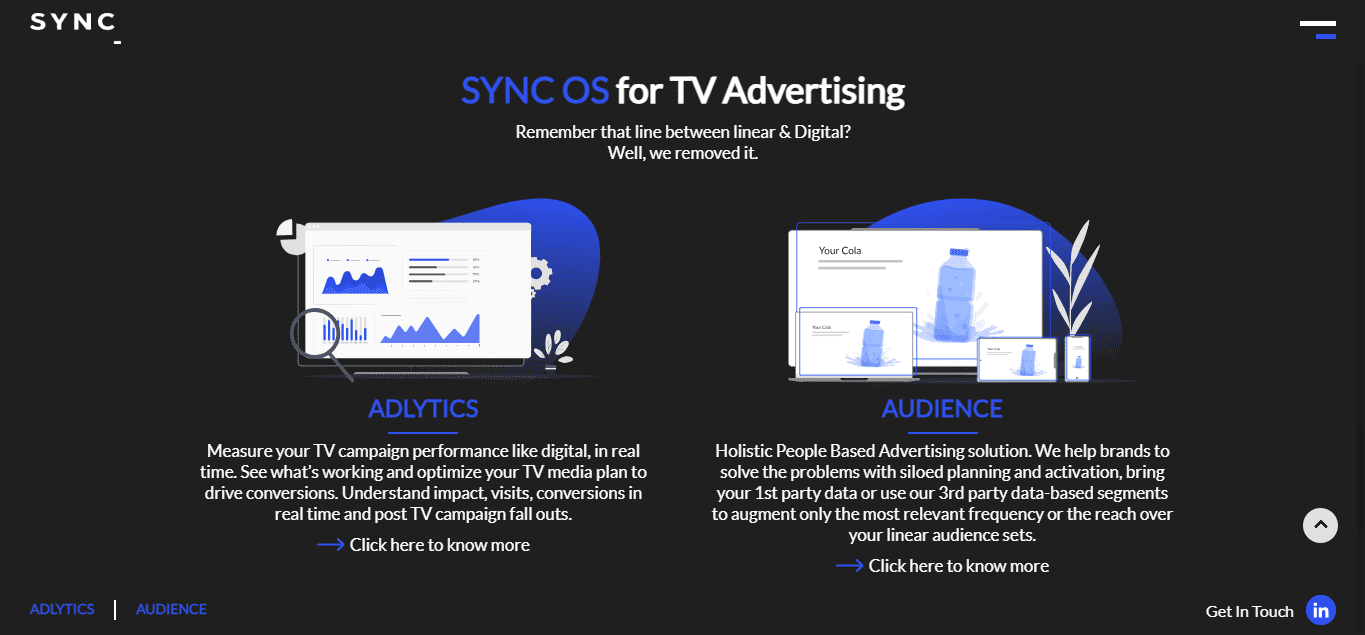 SYNC_
SYNC OS for TV Advertising
Remember that line between linear & Digital?
Well, we removed it.
Your Cola
Your Cola
Your Cola
ADLYTICS
Measure your TV campaign performance like digital, in real
time. See what's working and optimize your TV media plan to
drive conversions. Understand impact, visits, conversions in
real time and post TV campaign fall outs.
Click here to know more
AUDIENCE
Holistic People Based Advertising solution. We help brands to
solve the problems with siloed planning and activation, bring
your 1st party data or use our 3rd party data-based segments
to augment only the most relevant frequency or the reach over
your linear audience sets.
Click here to know more
ADLYTICS | AUDIENCE
Get In Touch in